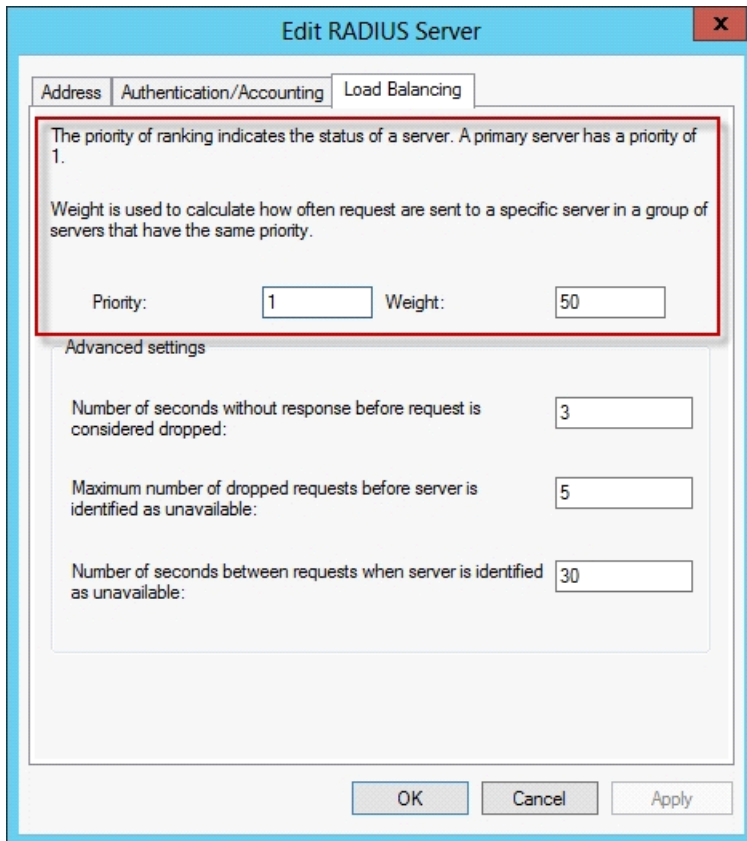 Edit RADIUS Server
x
Address
Authentication/Accounting
Load Balancing
The priority of ranking indicates the status of a server. A primary server has a priority of
1.
Weight is used to calculate how often request are sent to a specific server in a group of
servers that have the same priority.
Priority: 1 Weight: 50
Advanced settings
Number of seconds without response before request is
considered dropped:
3
Maximum number of dropped requests before server is
identified as unavailable:
5
Number of seconds between requests when server is identified
as unavailable:
30
OK
Cancel
Apply